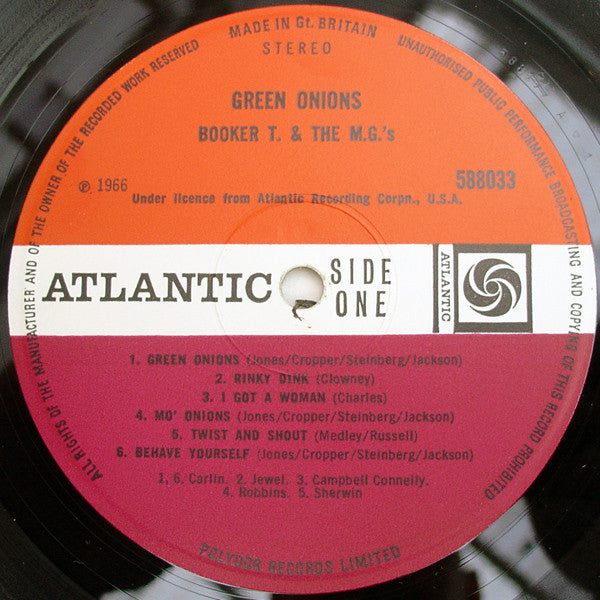 MADE IN Gt. BRITAIN
STEREO
ALL RIGHTS OF THE MANUFACTURER AND OF THE OWNER OF THE RECORDED WORK RESERVED
UNAUTHORISED PUBLIC PERFORMANCE BROADCASTING AND COPYING OF THIS RECORD PROHIBITED
GREEN ONIONS
BOOKER T. & THE M.G.'s
℗ 1966
588033
Under licence from Atlantic Recording Corpn., U.S.A.
ATLANTIC
SIDE
ONE
ATLANTIC
1. GREEN ONIONS (Jones/Cropper/Steinberg/Jackson)
2. RINKY DINK (Clowney)
3. I GOT A WOMAN (Charles)
4. MO' ONIONS (Jones/Cropper/Steinberg/Jackson)
5. TWIST AND SHOUT (Medley/Russell)
6. BEHAVE YOURSELF (Jones/Cropper/Steinberg/Jackson)
1, 6. Carlin. 2. Jewel. 3. Campbell Connelly.
4. Robbins. 5. Sherwin
POLYDOR RECORDS LIMITED